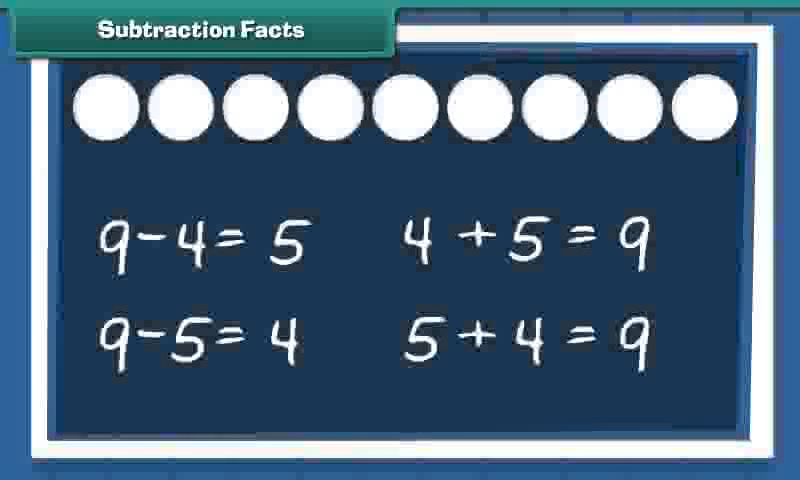 Subtraction Facts
9-4= 5 4 + 5 = 9
9-5= 4 5 + 4 = 9